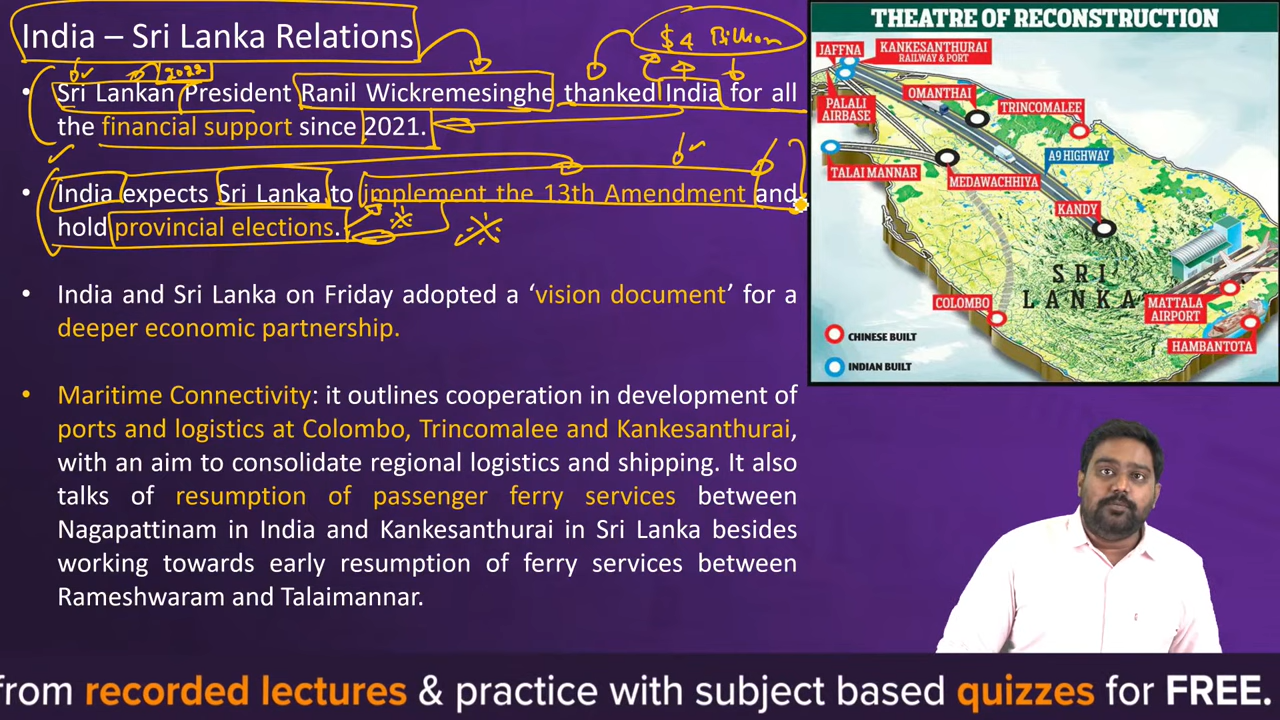 India – Sri Lanka Relations
$ 4 Billion
2022
• Sri Lankan President Ranil Wickremesinghe thanked India for all
the financial support since 2021.
• India expects Sri Lanka to implement the 13th Amendment and
hold provincial elections.
• India and Sri Lanka on Friday adopted a ‘vision document’ for a
deeper economic partnership.
• Maritime Connectivity: it outlines cooperation in development of
ports and logistics at Colombo, Trincomalee and Kankesanthurai,
with an aim to consolidate regional logistics and shipping. It also
talks of resumption of passenger ferry services between
Nagapattinam in India and Kankesanthurai in Sri Lanka besides
working towards early resumption of ferry services between
Rameshwaram and Talaimannar.
THEATRE OF RECONSTRUCTION
JAFFNA
KANKESANTHURAI
RAILWAY & PORT
OMANTHAI
TRINCOMALEE
PALALI
AIRBASE
A9 HIGHWAY
TALAI MANNAR
MEDAWACHHIYA
KANDY
SRI
LANKA
COLOMBO
MATTALA
AIRPORT
HAMBANTOTA
CHINESE BUILT
INDIAN BUILT
from recorded lectures & practice with subject based quizzes for FREE.